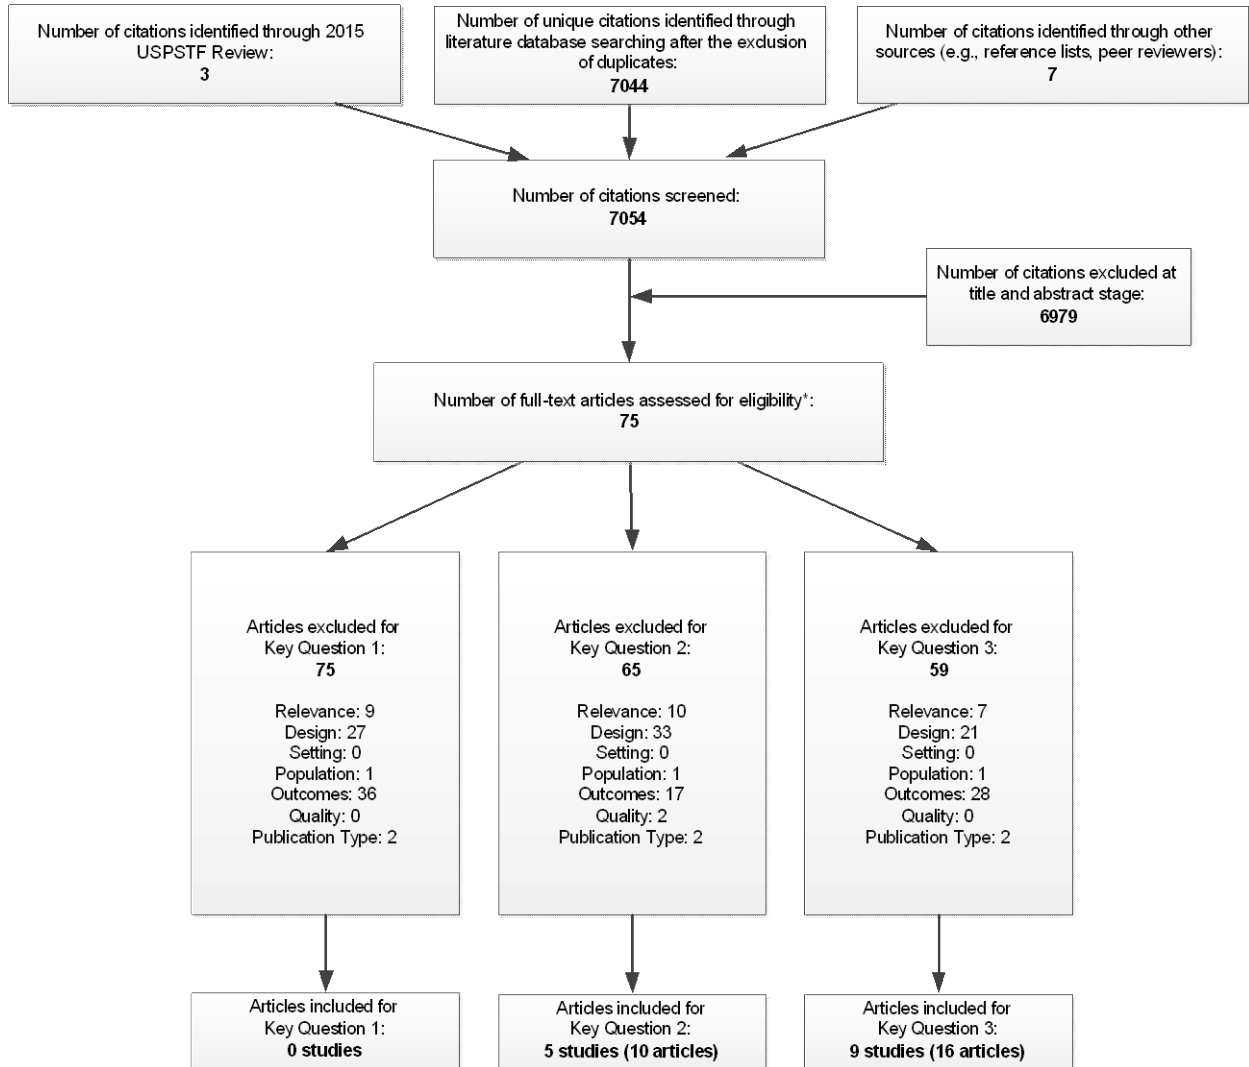 Number of citations identified through 2015
USPSTF Review:
3
Number of unique citations identified through
literature database searching after the exclusion
of duplicates:
7044
Number of citations identified through other
sources (e.g., reference lists, peer reviewers):
7
Number of citations screened:
7054
Number of citations excluded at
title and abstract stage:
6979
Number of full-text articles assessed for eligibility*:
75
Articles excluded for
Key Question 1:
75
Relevance: 9
Design: 27
Setting: 0
Population: 1
Outcomes: 36
Quality: 0
Publication Type: 2
Articles excluded for
Key Question 2:
65
Relevance: 10
Design: 33
Setting: 0
Population: 1
Outcomes: 17
Quality: 2
Publication Type: 2
Articles excluded for
Key Question 3:
59
Relevance: 7
Design: 21
Setting: 0
Population: 1
Outcomes: 28
Quality: 0
Publication Type: 2
Articles included for
Key Question 1:
0 studies
Articles included for
Key Question 2:
5 studies (10 articles)
Articles included for
Key Question 3:
9 studies (16 articles)